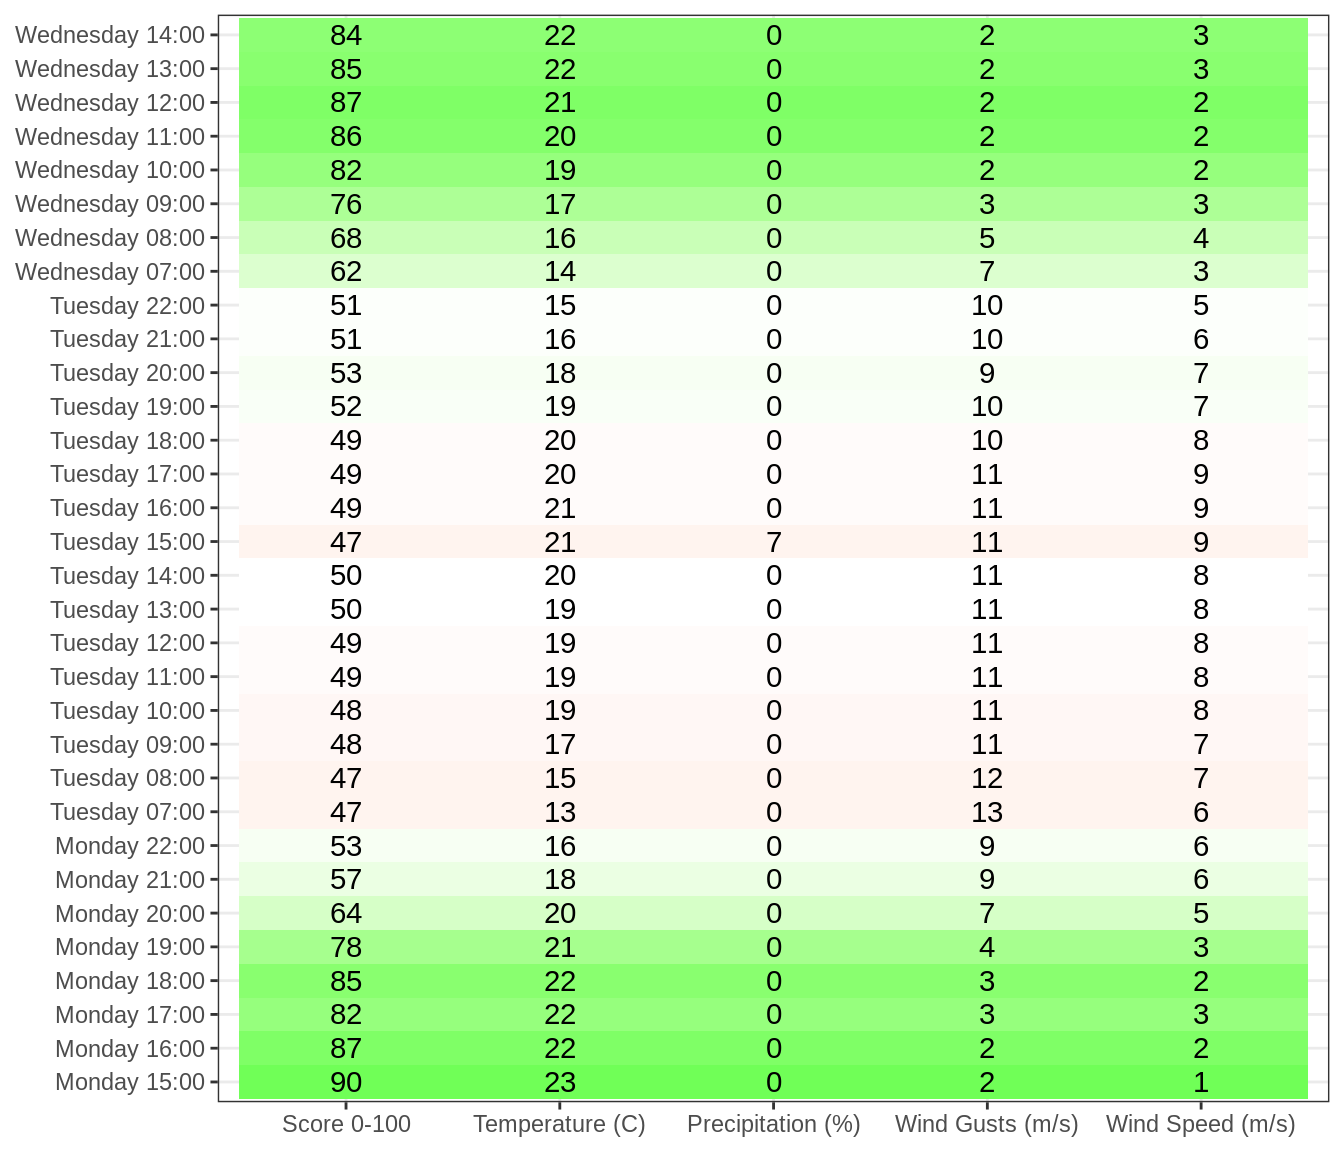 Wednesday 14:00 84 22 0 2 3
Wednesday 13:00 85 22 0 2 3
Wednesday 12:00 87 21 0 2 2
Wednesday 11:00 86 20 0 2 2
Wednesday 10:00 82 19 0 2 2
Wednesday 09:00 76 17 0 3 3
Wednesday 08:00 68 16 0 5 4
Wednesday 07:00 62 14 0 7 3
Tuesday 22:00 51 15 0 10 5
Tuesday 21:00 51 16 0 10 6
Tuesday 20:00 53 18 0 9 7
Tuesday 19:00 52 19 0 10 7
Tuesday 18:00 49 20 0 10 8
Tuesday 17:00 49 20 0 11 9
Tuesday 16:00 49 21 0 11 9
Tuesday 15:00 47 21 7 11 9
Tuesday 14:00 50 20 0 11 8
Tuesday 13:00 50 19 0 11 8
Tuesday 12:00 49 19 0 11 8
Tuesday 11:00 49 19 0 11 8
Tuesday 10:00 48 19 0 11 8
Tuesday 09:00 48 17 0 11 7
Tuesday 08:00 47 15 0 12 7
Tuesday 07:00 47 13 0 13 6
Monday 22:00 53 16 0 9 6
Monday 21:00 57 18 0 9 6
Monday 20:00 64 20 0 7 5
Monday 19:00 78 21 0 4 3
Monday 18:00 85 22 0 3 2
Monday 17:00 82 22 0 3 3
Monday 16:00 87 22 0 2 2
Monday 15:00 90 23 0 2 1
Score 0-100 Temperature (C) Precipitation (%) Wind Gusts (m/s) Wind Speed (m/s)